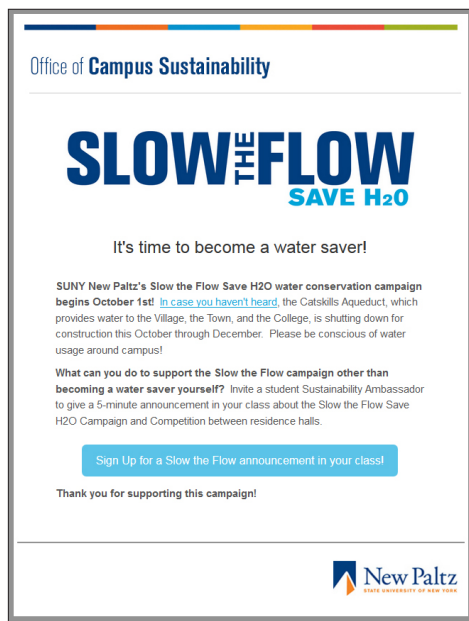 Office of Campus Sustainability
SLOW THE FLOW
SAVE H2O
It's time to become a water saver!
SUNY New Paltz's Slow the Flow Save H2O water conservation campaign
begins October 1st! In case you haven't heard, the Catskills Aqueduct, which
provides water to the Village, the Town, and the College, is shutting down for
construction this October through December. Please be conscious of water
usage around campus!
What can you do to support the Slow the Flow campaign other than
becoming a water saver yourself? Invite a student Sustainability Ambassador
to give a 5-minute announcement in your class about the Slow the Flow Save
H2O Campaign and Competition between residence halls.
Sign Up for a Slow the Flow announcement in your class!
Thank you for supporting this campaign!
New Paltz
STATE UNIVERSITY OF NEW YORK